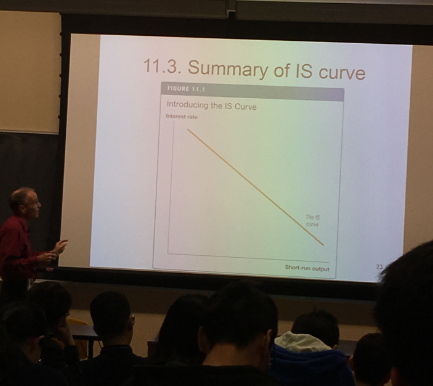 11.3. Summary of IS curve
FIGURE 11.1
Introducing the IS Curve
Interest rate
The IS
curve
Short-run output